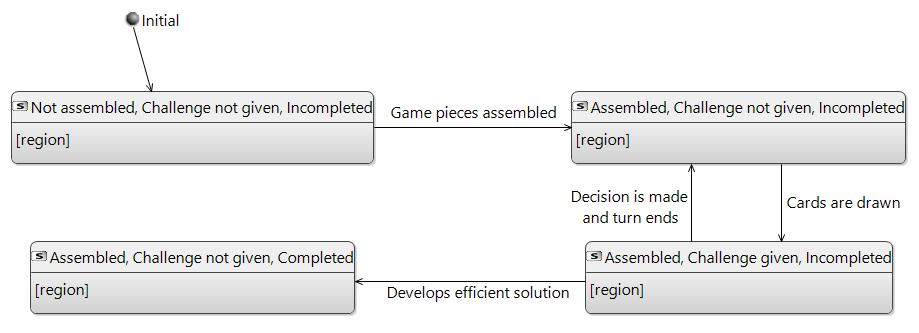 Initial
Not assembled, Challenge not given, Incompleted
[region]
Game pieces assembled
Assembled, Challenge not given, Incompleted
[region]
Decision is made
and turn ends
Cards are drawn
Assembled, Challenge not given, Completed
[region]
Develops efficient solution
Assembled, Challenge given, Incompleted
[region]